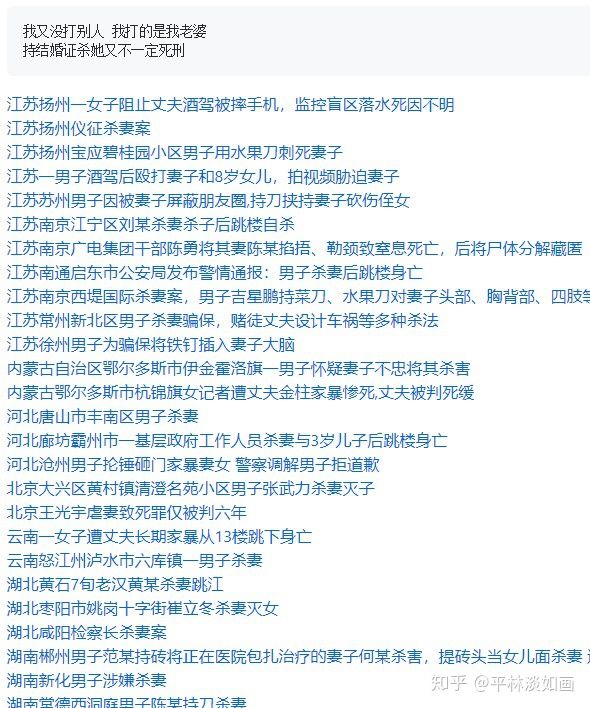 我又没打别人 我打的是我老婆
持结婚证杀她又不一定死刑
江苏扬州一女子阻止丈夫酒驾被摔手机，监控盲区落水死因不明
江苏扬州仪征杀妻案
江苏扬州宝应碧桂园小区男子用水果刀刺死妻子
江苏一男子酒驾后殴打妻子和8岁女儿，拍视频胁迫妻子
江苏苏州男子因被妻子屏蔽朋友圈,持刀挟持妻子砍伤侄女
江苏南京江宁区刘某杀妻杀子后跳楼自杀
江苏南京广电集团干部陈勇将其妻陈某掐捂、勒颈致窒息死亡，后将尸体分解藏匿
江苏南通启东市公安局发布警情通报：男子杀妻后跳楼身亡
江苏南京西堤国际杀妻案，男子吉星鹏持菜刀、水果刀对妻子头部、胸背部、四肢等
江苏常州新北区男子杀妻骗保，赌徒丈夫设计车祸等多种杀法
江苏徐州男子为骗保将铁钉插入妻子大脑
内蒙古自治区鄂尔多斯市伊金霍洛旗一男子怀疑妻子不忠将其杀害
内蒙古鄂尔多斯市杭锦旗女记者遭丈夫金柱家暴惨死,丈夫被判死缓
河北唐山市丰南区男子杀妻
河北廊坊霸州市一基层政府工作人员杀妻与3岁儿子后跳楼身亡
河北沧州男子抡锤砸门家暴妻女 警察调解男子拒道歉
北京大兴区黄村镇清澄名苑小区男子张武力杀妻灭子
北京王光宇虐妻致死罪仅被判六年
云南一女子遭丈夫长期家暴从13楼跳下身亡
云南怒江州泸水市六库镇一男子杀妻
湖北黄石7旬老汉黄某杀妻跳江
湖北枣阳市姚岗十字街崔立冬杀妻灭女
湖北咸阳检察长杀妻案
湖南郴州男子范某持砖将正在医院包扎治疗的妻子何某杀害，提砖头当女儿面杀妻
湖南新化男子涉嫌杀妻
湖南常德西洞庭男子陈某持刀杀妻
知乎 @平林淡如画